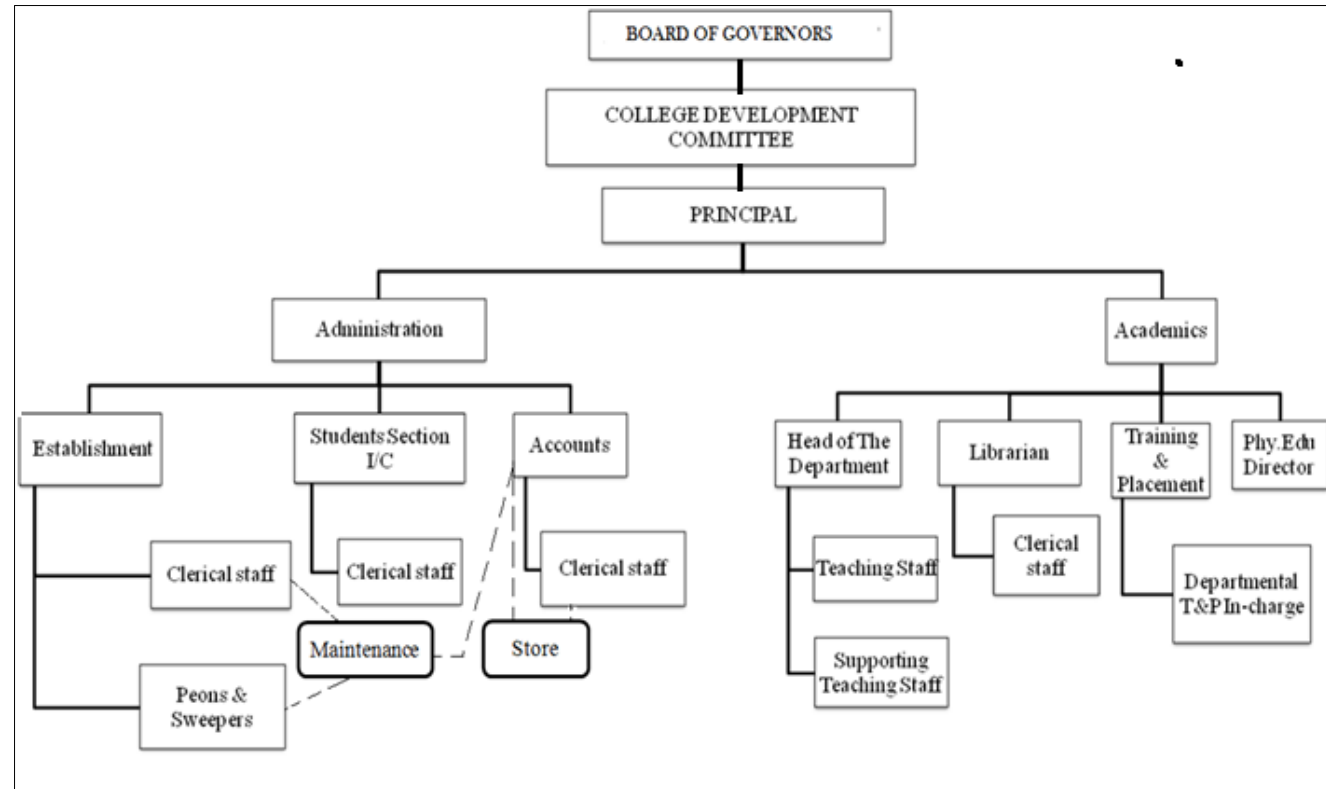 BOARD OF GOVERNORS
COLLEGE DEVELOPMENT
COMMITTEE
PRINCIPAL
Administration
Academics
Establishment
Students Section
I/C
Accounts
Head of The
Department
Librarian
Training
&
Placement
Phy.Edu
Director
Clerical staff
Clerical staff
Clerical staff
Teaching Staff
Clerical
staff
Departmental
T&P In-charge
Maintenance
Store
Peons &
Sweepers
Supporting
Teaching Staff